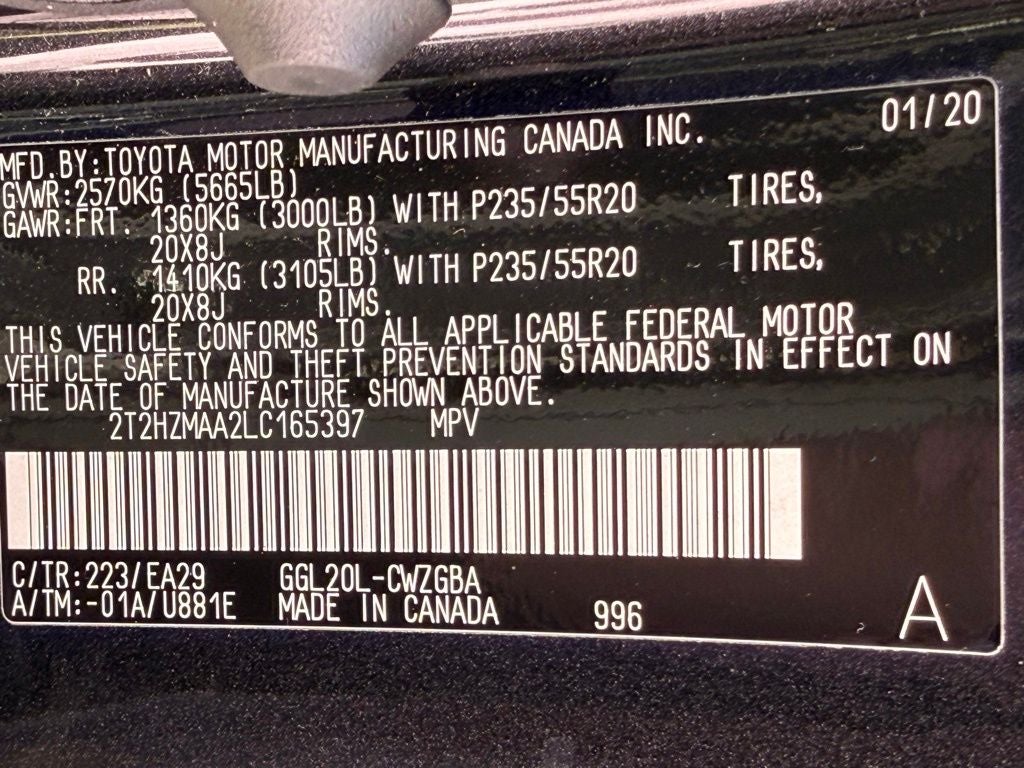 01/20
MFD.BY:TOYOTA MOTOR MANUFACTURING CANADA INC.
GVWR:2570KG (5665LB)
GAWR:FRT. 1360KG (3000LB) WITH P235/55R20 TIRES,
20X8J RIMS.
RR. 1410KG (3105LB) WITH P235/55R20 TIRES,
20X8J RIMS.
THIS VEHICLE CONFORMS TO ALL APPLICABLE FEDERAL MOTOR
VEHICLE SAFETY AND THEFT PREVENTION STANDARDS IN EFFECT ON
THE DATE OF MANUFACTURE SHOWN ABOVE.
2T2HZMAA2LC165397 MPV
C/TR:223/EA29 GGL20L-CWZGBA
A/TM:-01A/U881E MADE IN CANADA 996 A